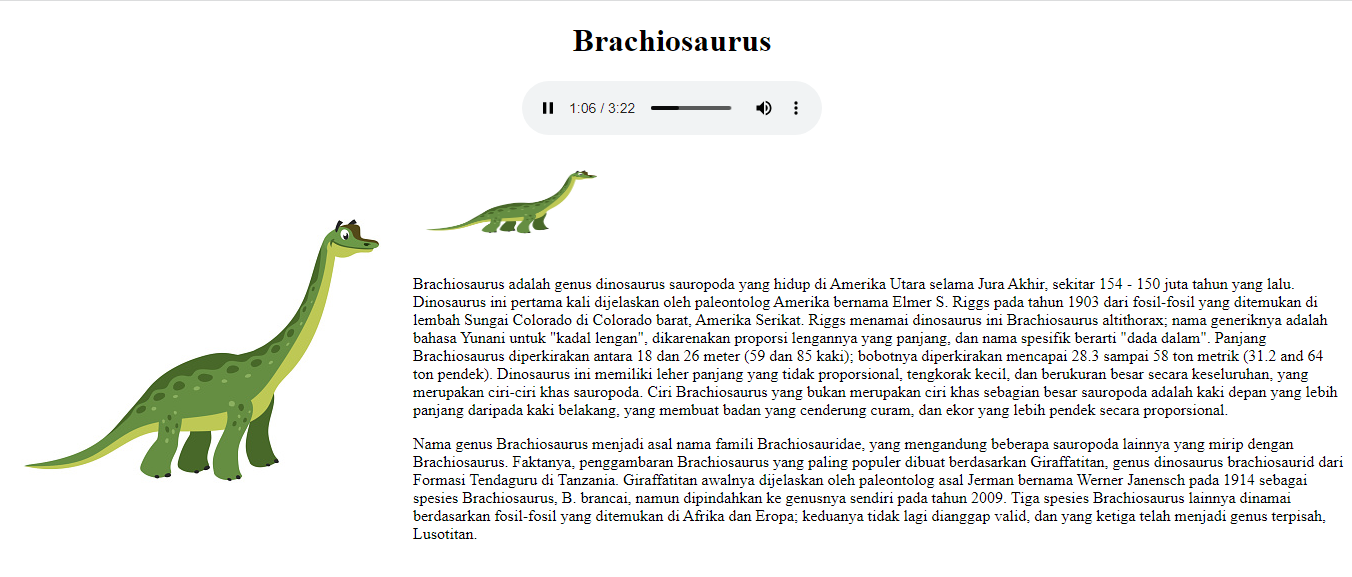 Brachiosaurus
1:06 / 3:22
Brachiosaurus adalah genus dinosaurus sauropoda yang hidup di Amerika Utara selama Jura Akhir, sekitar 154 - 150 juta tahun yang lalu.
Dinosaurus ini pertama kali dijelaskan oleh paleontolog Amerika bernama Elmer S. Riggs pada tahun 1903 dari fosil-fosil yang ditemukan di
lembah Sungai Colorado di Colorado barat, Amerika Serikat. Riggs menamai dinosaurus ini Brachiosaurus altithorax; nama generiknya adalah
bahasa Yunani untuk "kadal lengan", dikarenakan proporsi lengannya yang panjang, dan nama spesifik berarti "dada dalam". Panjang
Brachiosaurus diperkirakan antara 18 dan 26 meter (59 dan 85 kaki); bobotnya diperkirakan mencapai 28.3 sampai 58 ton metrik (31.2 and 64
ton pendek). Dinosaurus ini memiliki leher panjang yang tidak proporsional, tengkorak kecil, dan berukuran besar secara keseluruhan, yang
merupakan ciri-ciri khas sauropoda. Ciri Brachiosaurus yang bukan merupakan ciri khas sebagian besar sauropoda adalah kaki depan yang lebih
panjang daripada kaki belakang, yang membuat badan yang cenderung curam, dan ekor yang lebih pendek secara proporsional.
Nama genus Brachiosaurus menjadi asal nama famili Brachiosauridae, yang mengandung beberapa sauropoda lainnya yang mirip dengan
Brachiosaurus. Faktanya, penggambaran Brachiosaurus yang paling populer dibuat berdasarkan Giraffatitan, genus dinosaurus brachiosaurid dari
Formasi Tendaguru di Tanzania. Giraffatitan awalnya dijelaskan oleh paleontolog asal Jerman bernama Werner Janensch pada 1914 sebagai
spesies Brachiosaurus, B. brancai, namun dipindahkan ke genusnya sendiri pada tahun 2009. Tiga spesies Brachiosaurus lainnya dinamai
berdasarkan fosil-fosil yang ditemukan di Afrika dan Eropa; keduanya tidak lagi dianggap valid, dan yang ketiga telah menjadi genus terpisah,
Lusotitan.